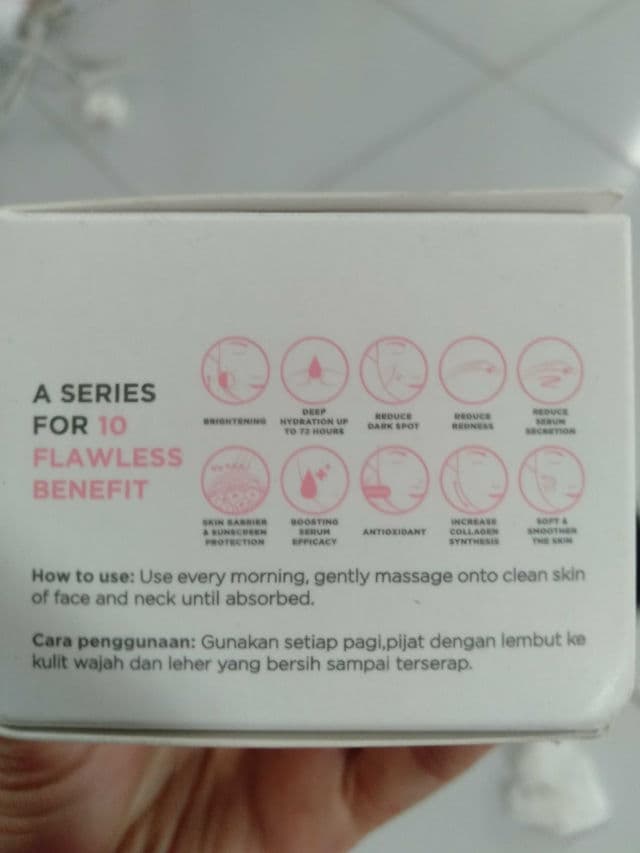 A SERIES
FOR 10
FLAWLESS
BENEFIT
BRIGHTENING
DEEP
HYDRATION UP
TO 72 HOURS
REDUCE
DARK SPOT
REDUCE
REDNESS
REDUCE
SEBUM
SECRETION
SKIN BARRIER
& SUNSCREEN
PROTECTION
BOOSTING
SERUM
EFFICACY
ANTIOXIDANT
INCREASE
COLLAGEN
SYNTHESIS
SOFT &
SMOOTHER
THE SKIN
How to use: Use every morning, gently massage onto clean skin
of face and neck until absorbed.
Cara penggunaan: Gunakan setiap pagi,pijat dengan lembut ke
kulit wajah dan leher yang bersih sampai terserap.